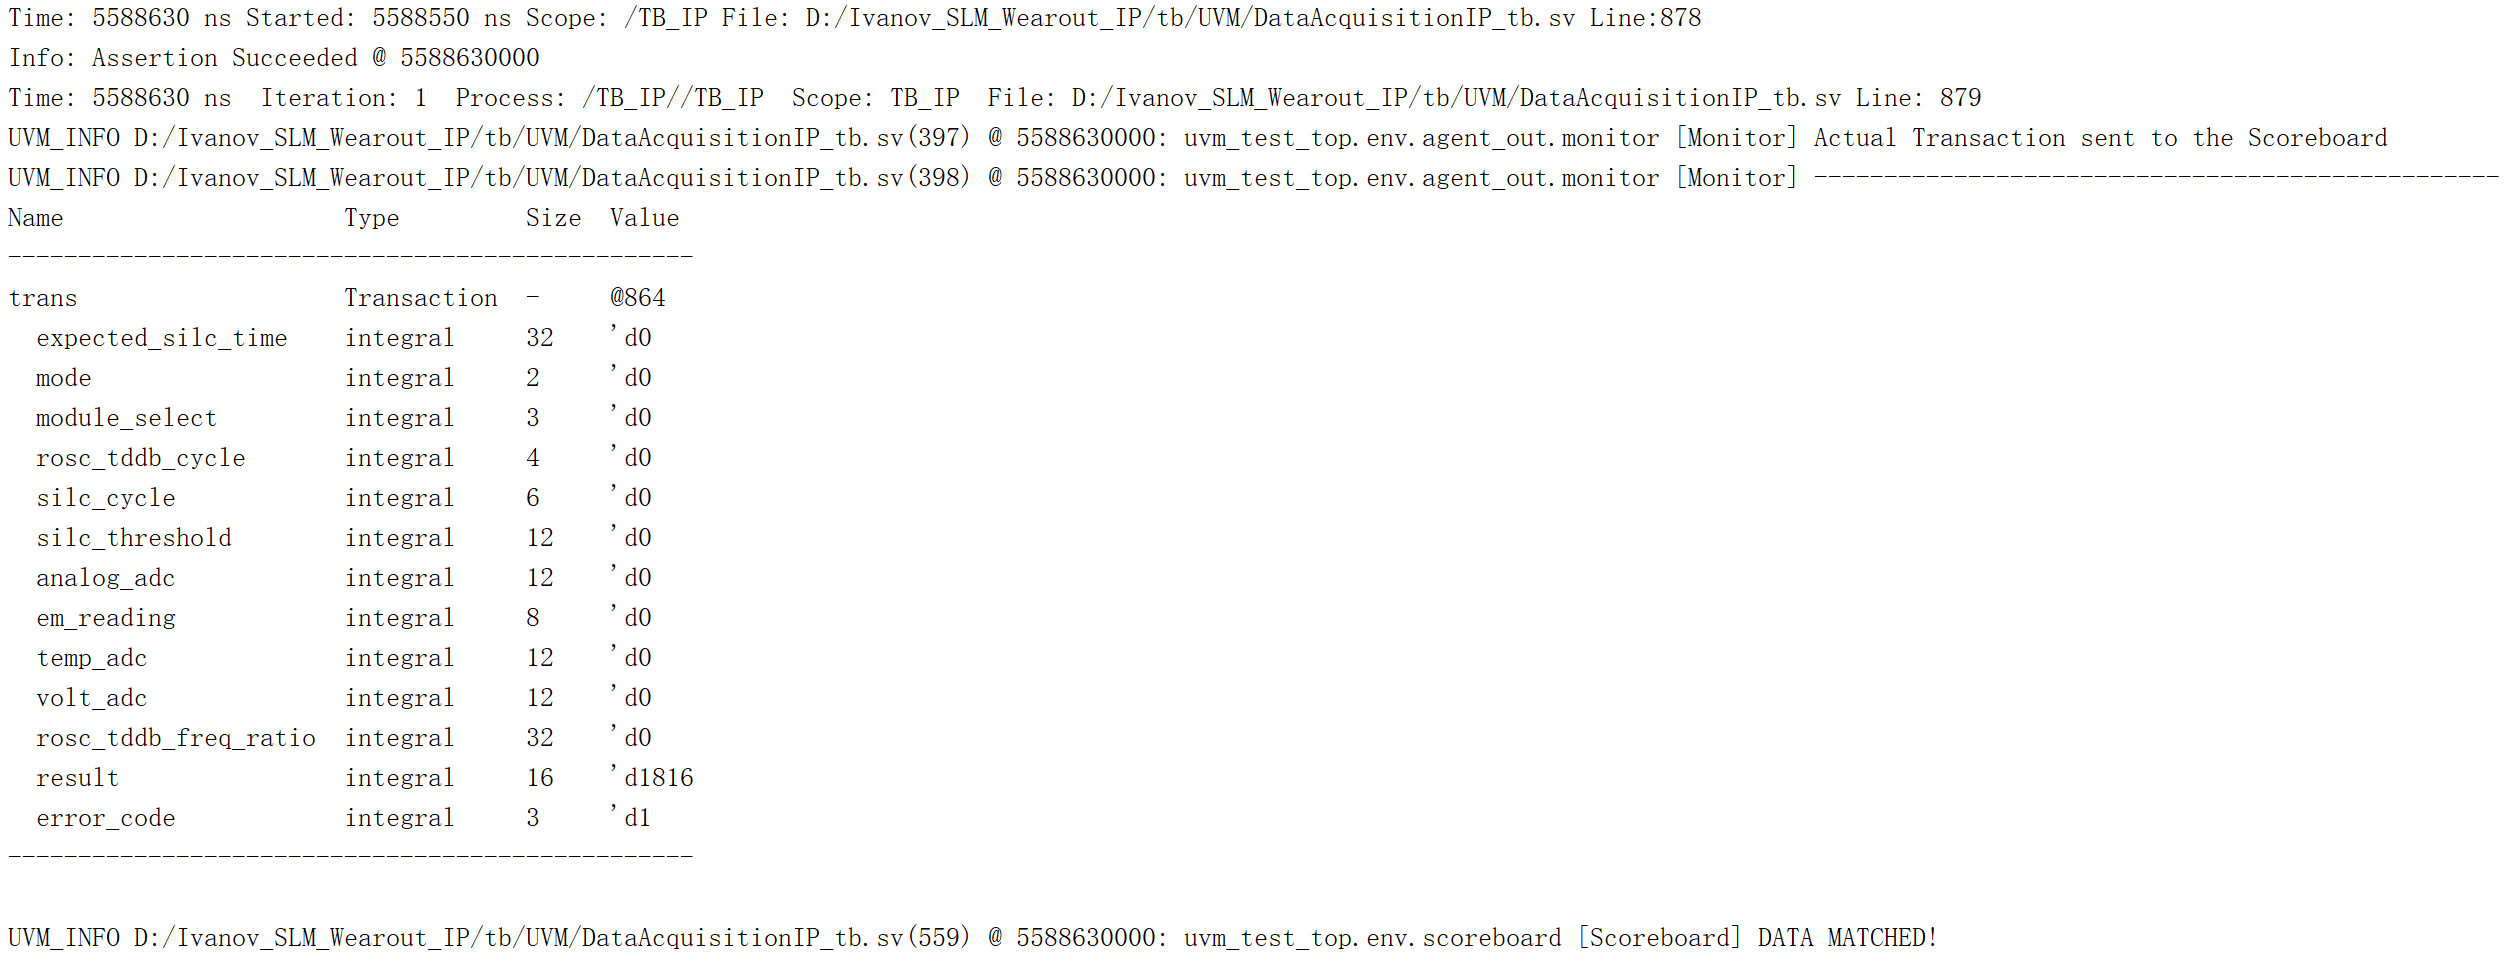 Time: 5588630 ns Started: 5588550 ns Scope: /TB_IP File: D:/Ivanov_SLM_Wearout_IP/tb/UVM/DataAcquisitionIP_tb.sv Line:878
Info: Assertion Succeeded @ 5588630000
Time: 5588630 ns  Iteration: 1  Process: /TB_IP//TB_IP  Scope: TB_IP  File: D:/Ivanov_SLM_Wearout_IP/tb/UVM/DataAcquisitionIP_tb.sv Line: 879
UVM_INFO D:/Ivanov_SLM_Wearout_IP/tb/UVM/DataAcquisitionIP_tb.sv(397) @ 5588630000: uvm_test_top.env.agent_out.monitor [Monitor] Actual Transaction sent to the Scoreboard
UVM_INFO D:/Ivanov_SLM_Wearout_IP/tb/UVM/DataAcquisitionIP_tb.sv(398) @ 5588630000: uvm_test_top.env.agent_out.monitor [Monitor] -------------------------------------------------
Name                    Type         Size  Value
-------------------------------------------------
trans                   Transaction  -     @864
  expected_silc_time    integral     32    'd0
  mode                  integral     2     'd0
  module_select         integral     3     'd0
  rosc_tddb_cycle       integral     4     'd0
  silc_cycle            integral     6     'd0
  silc_threshold        integral     12    'd0
  analog_adc            integral     12    'd0
  em_reading            integral     8     'd0
  temp_adc              integral     12    'd0
  volt_adc              integral     12    'd0
  rosc_tddb_freq_ratio  integral     32    'd0
  result                integral     16    'd1816
  error_code            integral     3     'd1
-------------------------------------------------
UVM_INFO D:/Ivanov_SLM_Wearout_IP/tb/UVM/DataAcquisitionIP_tb.sv(559) @ 5588630000: uvm_test_top.env.scoreboard [Scoreboard] DATA MATCHED!